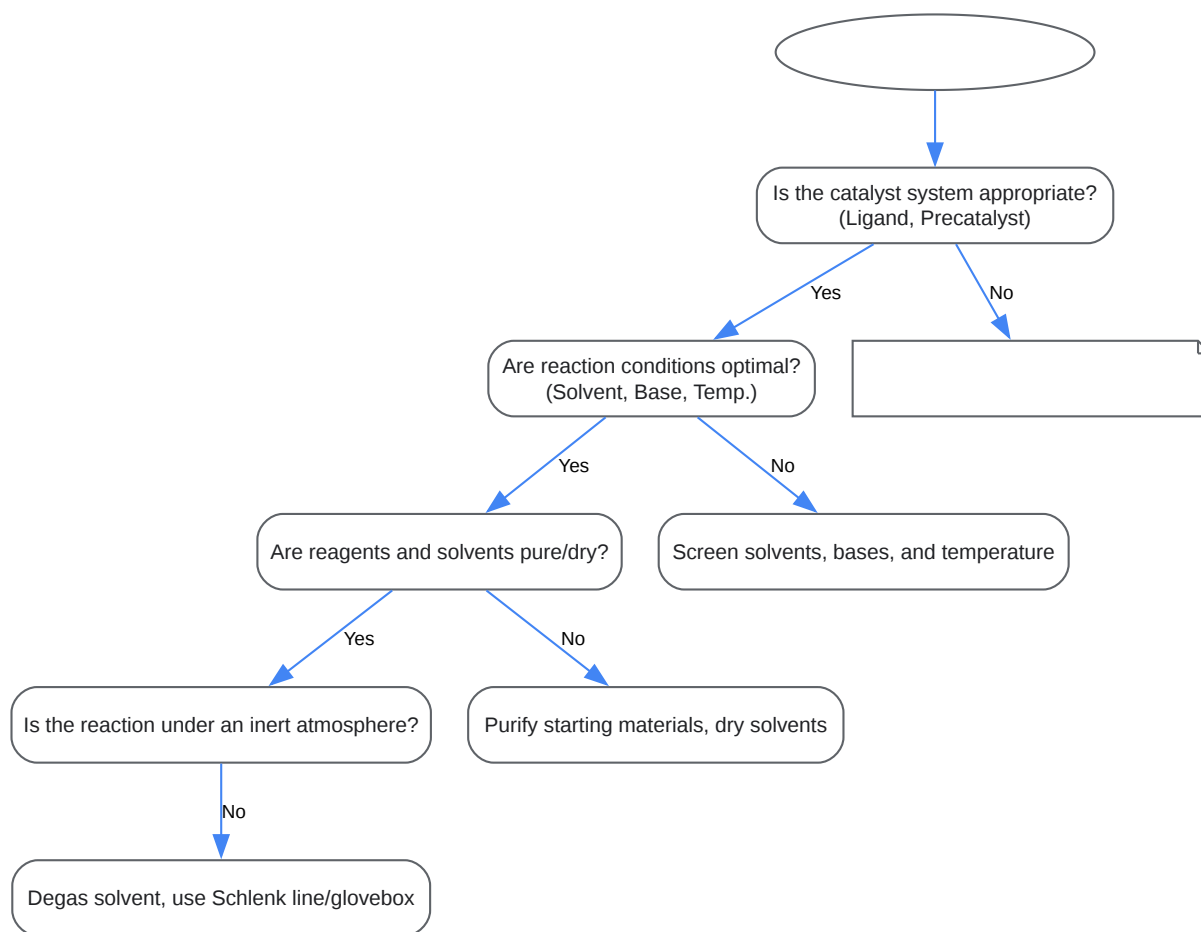 Is the catalyst system appropriate?
(Ligand, Precatalyst)
Yes
No
Are reaction conditions optimal?
(Solvent, Base, Temp.)
Yes
No
Are reagents and solvents pure/dry?
Screen solvents, bases, and temperature
Yes
No
Is the reaction under an inert atmosphere?
Purify starting materials, dry solvents
No
Degas solvent, use Schlenk line/glovebox